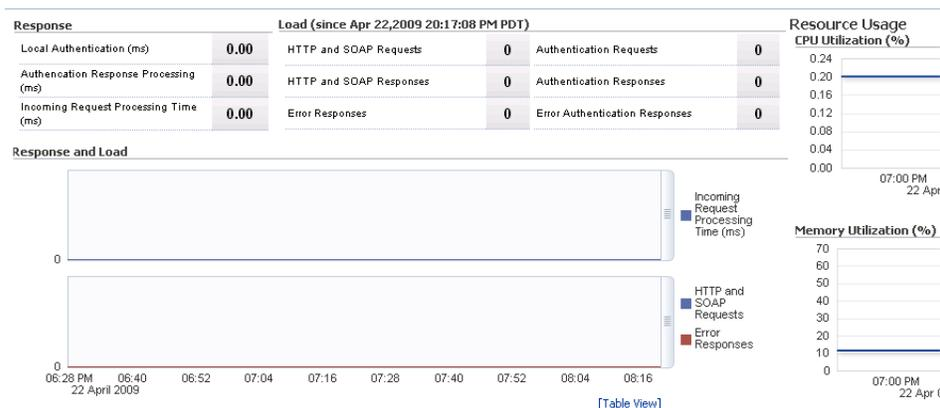 Response
Local Authentication (ms) 0.00
Authencation Response Processing
(ms) 0.00
Incoming Request Processing Time
(ms) 0.00
Load (since Apr 22,2009 20:17:08 PM PDT)
HTTP and SOAP Requests 0 Authentication Requests 0
HTTP and SOAP Responses 0 Authentication Responses 0
Error Responses 0 Error Authentication Responses 0
Response and Load
0
Incoming
Request
Processing
Time (ms)
0
HTTP and
SOAP
Requests
Error
Responses
06:28 PM 06:40 06:52 07:04 07:16 07:28 07:40 07:52 08:04 08:16
22 April 2009
[Table View]
Resource Usage
CPU Utilization (%)
0.24
0.20
0.16
0.12
0.08
0.04
0.00
07:00 PM
22 Apr
Memory Utilization (%)
70
60
50
40
30
20
10
0
07:00 PM
22 Apr